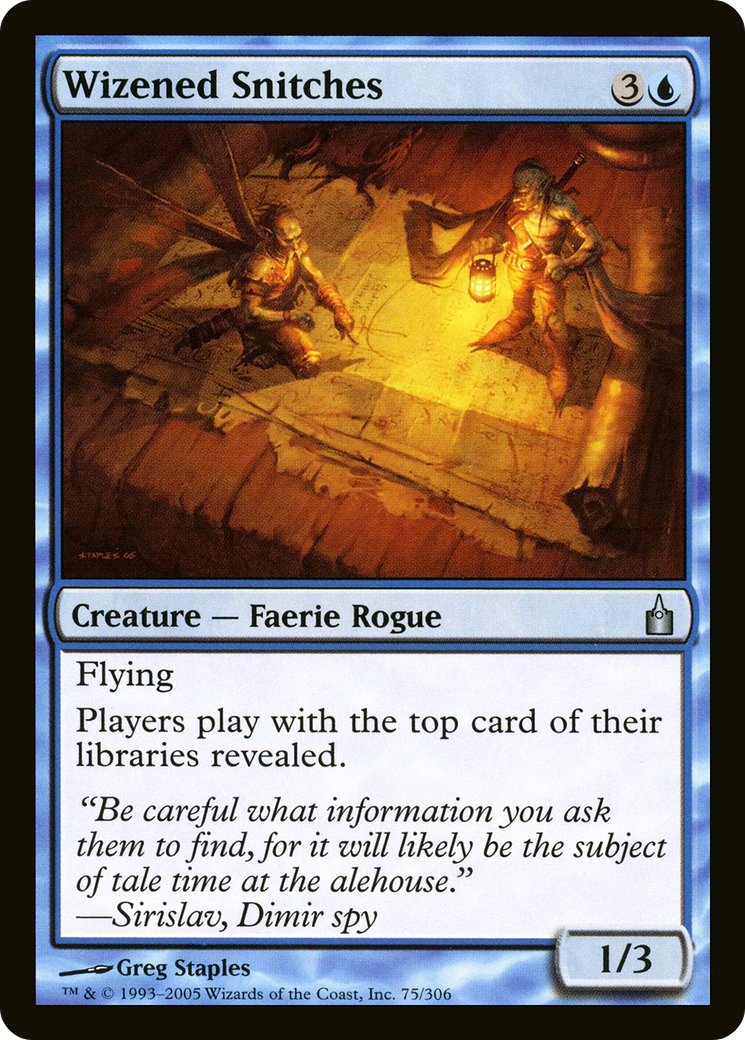 Wizened Snitches 3
STAPLES 05
Creature — Faerie Rogue
Flying
Players play with the top card of their
libraries revealed.
“Be careful what information you ask
them to find, for it will likely be the subject
of tale time at the alehouse.”
—Sirislav, Dimir spy
1/3
Greg Staples
™ & © 1993–2005 Wizards of the Coast, Inc. 75/306